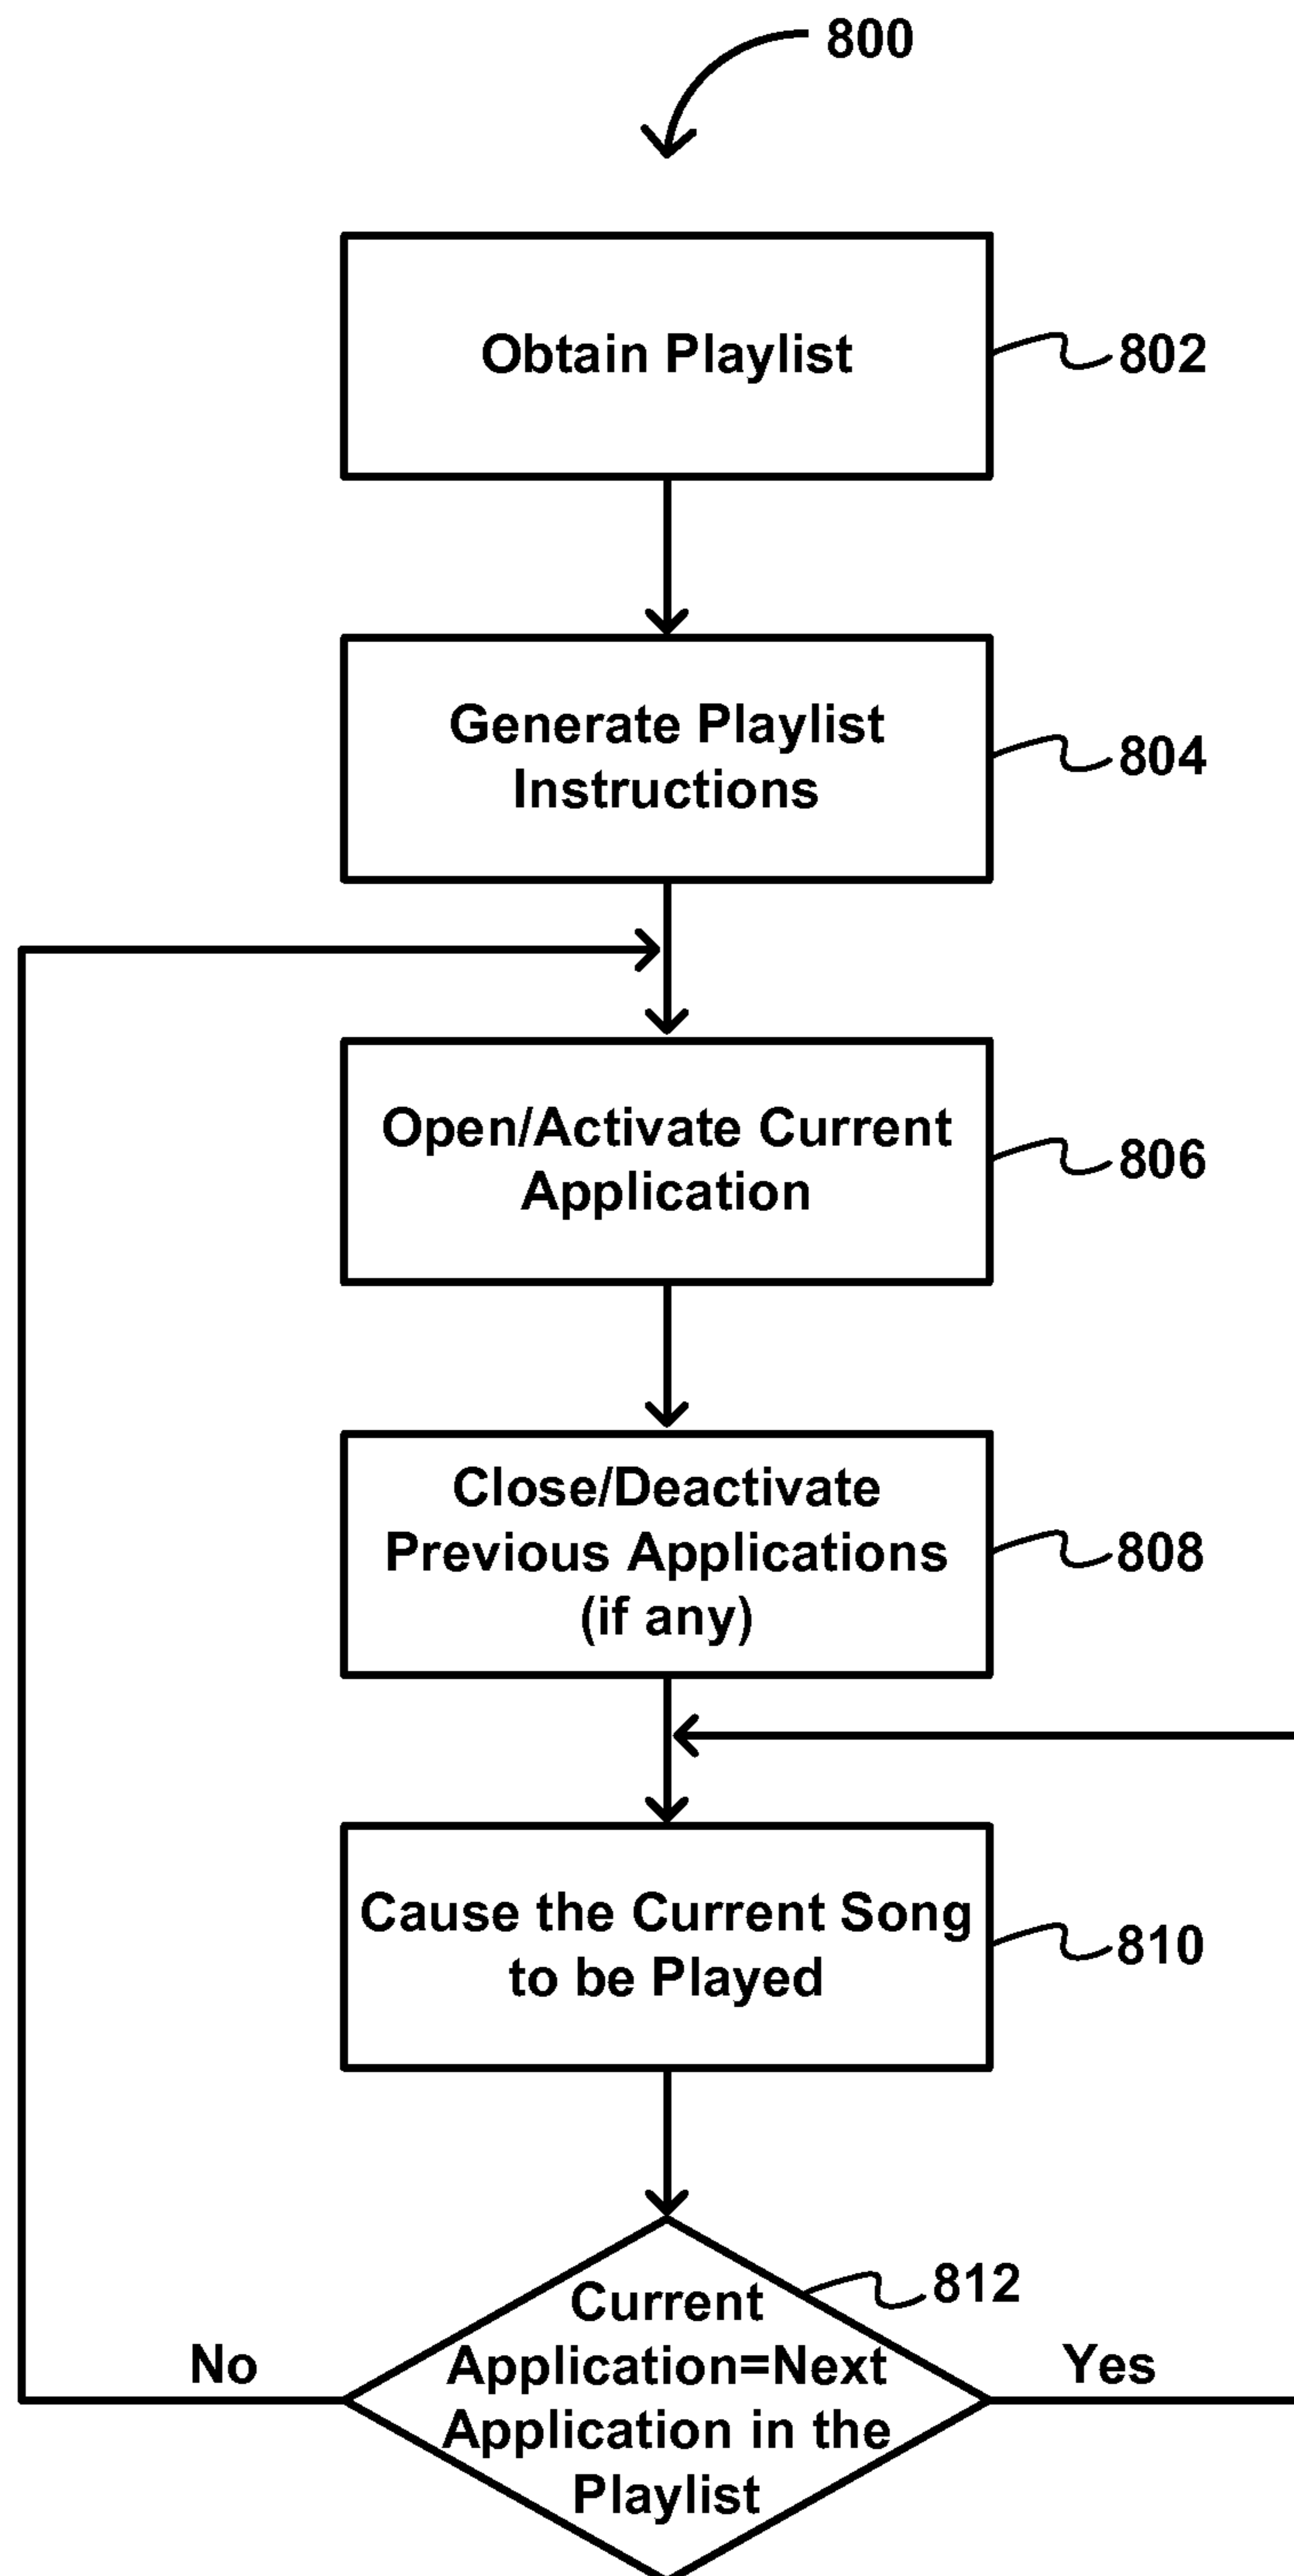 800
Obtain Playlist
802
Generate Playlist
Instructions
804
Open/Activate Current
Application
806
Close/Deactivate
Previous Applications
(if any)
808
Cause the Current Song
to be Played
810
812
Current
Application=Next
Application in the
Playlist
No
Yes